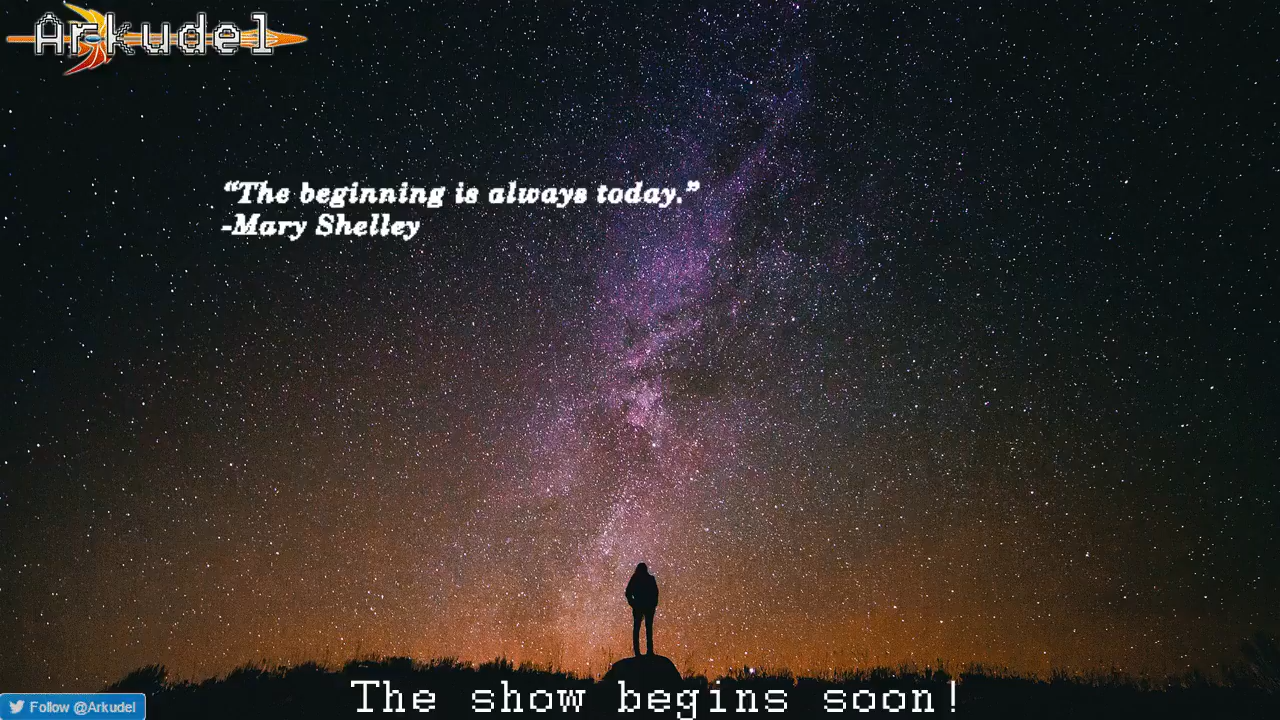 Arkudel
“The beginning is always today.”
-Mary Shelley
The show begins soon!
Follow @Arkudel